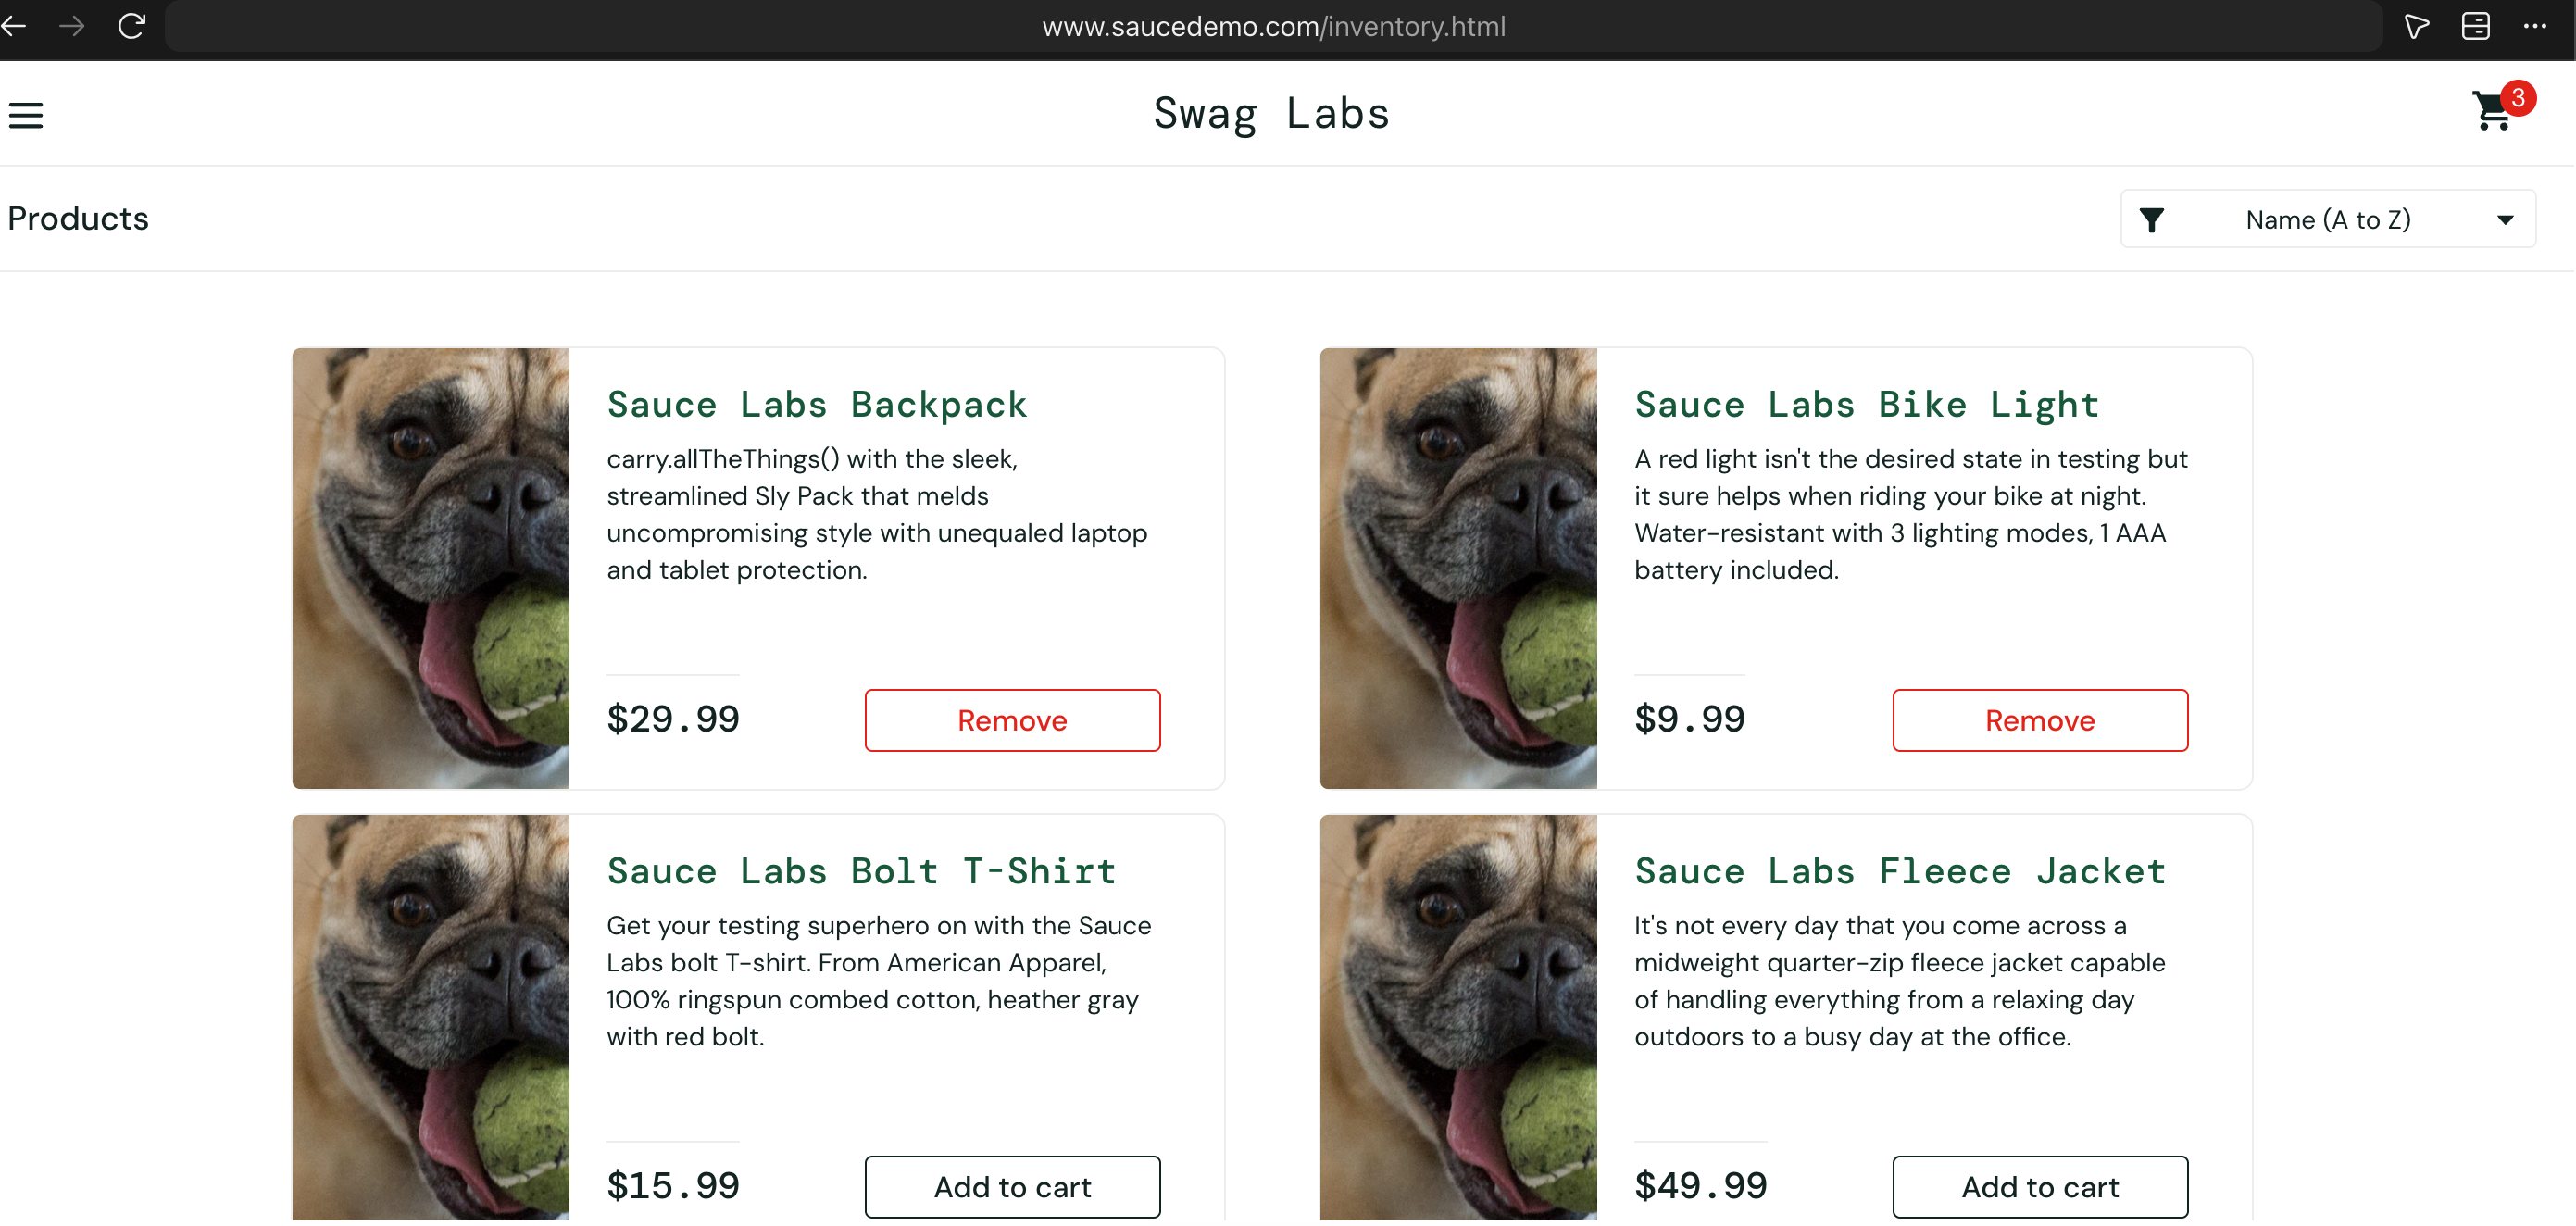 www.saucedemo.com/inventory.html
Swag Labs
3
Products
Name (A to Z)
Sauce Labs Backpack
carry.allTheThings() with the sleek,
streamlined Sly Pack that melds
uncompromising style with unequaled laptop
and tablet protection.
$29.99
Remove
Sauce Labs Bike Light
A red light isn't the desired state in testing but
it sure helps when riding your bike at night.
Water-resistant with 3 lighting modes, 1 AAA
battery included.
$9.99
Remove
Sauce Labs Bolt T-Shirt
Get your testing superhero on with the Sauce
Labs bolt T-shirt. From American Apparel,
100% ringspun combed cotton, heather gray
with red bolt.
$15.99
Add to cart
Sauce Labs Fleece Jacket
It's not every day that you come across a
midweight quarter-zip fleece jacket capable
of handling everything from a relaxing day
outdoors to a busy day at the office.
$49.99
Add to cart